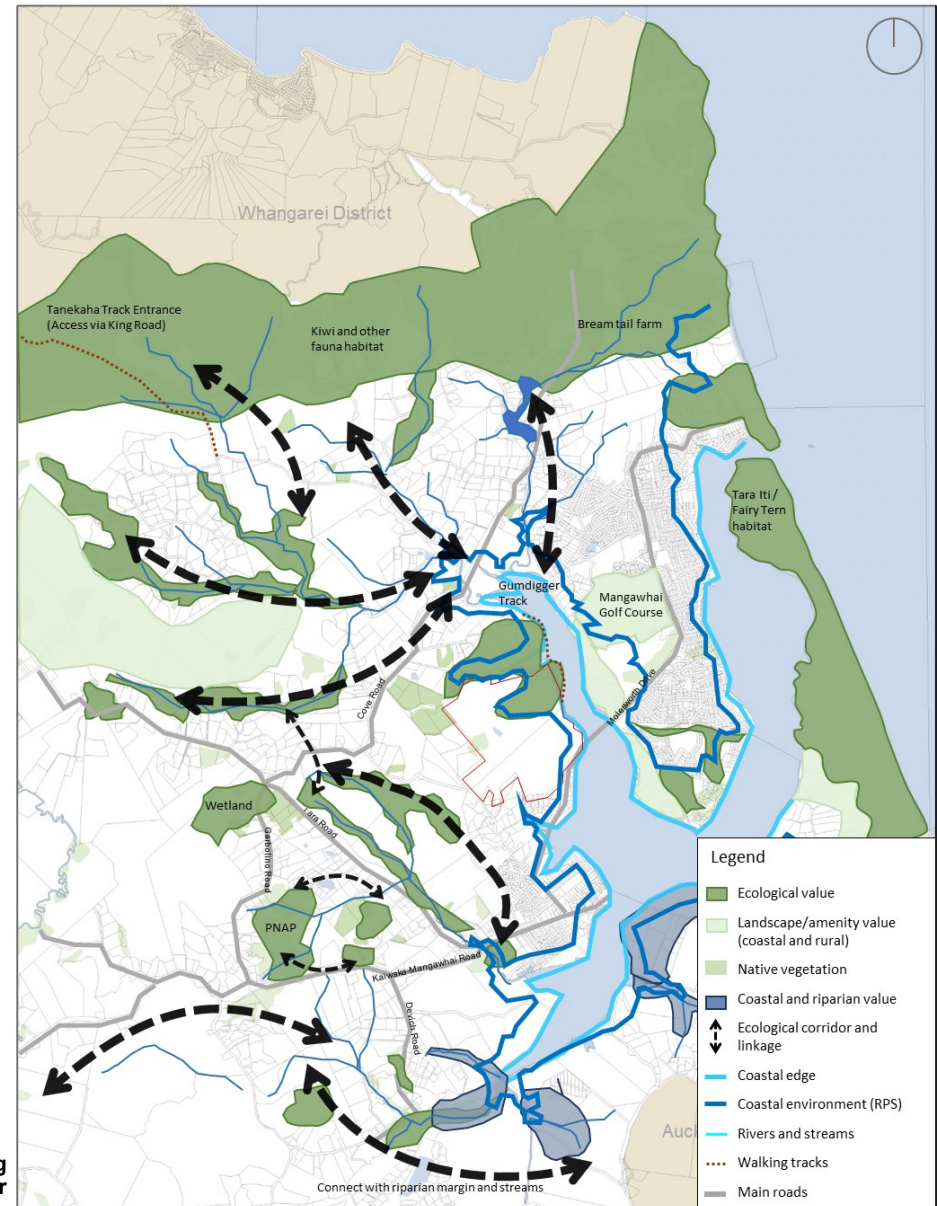 Whangarei District
Tanekaha Track Entrance
(Access via King Road)
Kiwi and other
fauna habitat
Bream tail farm
Tara Iti /
Fairy Tern
habitat
Gumdigger
Track
Mangawhai
Golf Course
Cove Road
Molesworth Drive
Wetland
Tara Road
Garbolino Road
PNAP
Kaiwaka-Mangawhai Road
Devich Road
Auc
g
r
Connect with riparian margin and streams
Legend
Ecological value
Landscape/amenity value
(coastal and rural)
Native vegetation
Coastal and riparian value
Ecological corridor and
linkage
Coastal edge
Coastal environment (RPS)
Rivers and streams
Walking tracks
Main roads